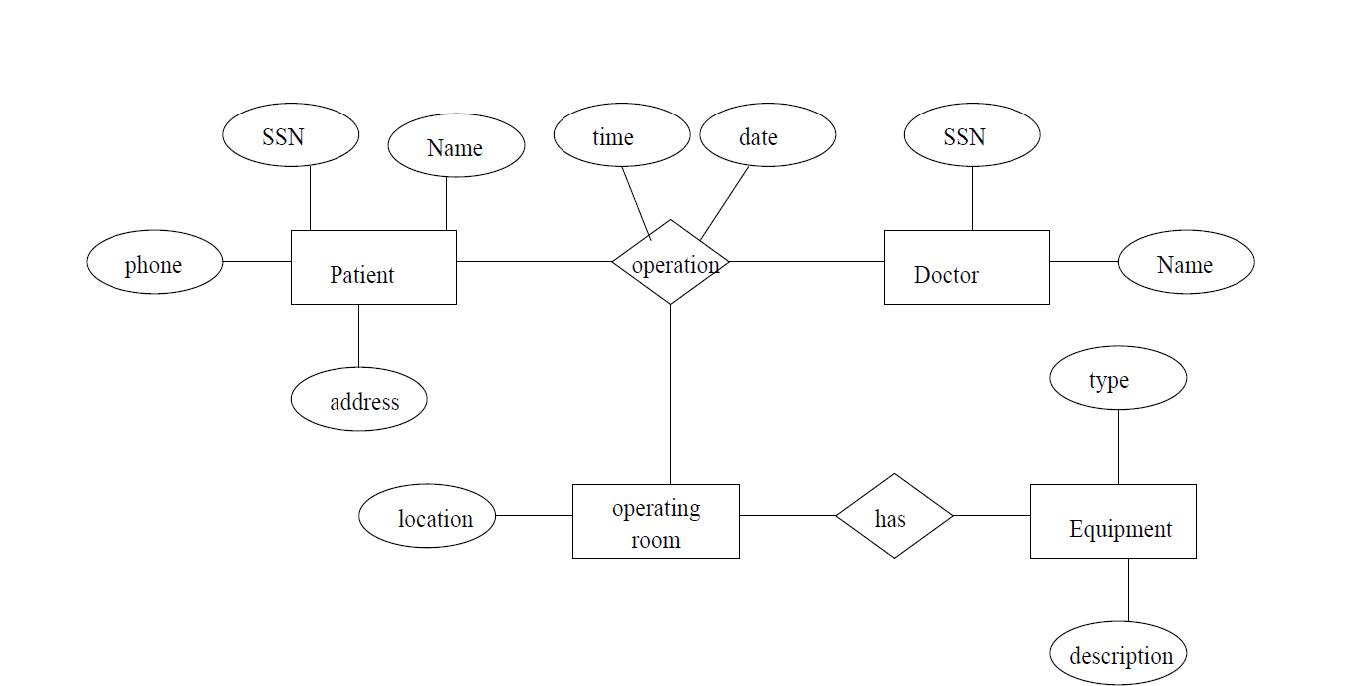 SSN
Name
time
date
SSN
phone
Patient
operation
Doctor
Name
address
type
location
operating
room
has
Equipment
description